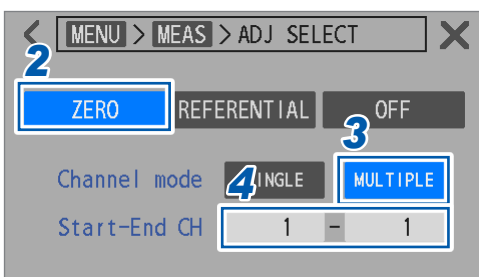 < MENU > MEAS > ADJ SELECT X
2
ZERO REFERENTIAL OFF
3
Channel mode 4 INGLE MULTIPLE
Start-End CH 1 - 1